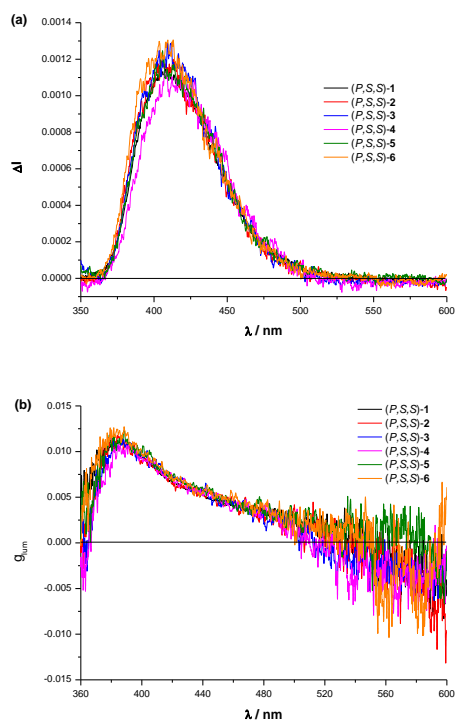 (a)
0.0014
0.0012
0.0010
0.0008
0.0006
0.0004
0.0002
0.0000
ΔI
(P,S,S)-1
(P,S,S)-2
(P,S,S)-3
(P,S,S)-4
(P,S,S)-5
(P,S,S)-6
350 400 450 500 550 600
λ / nm
(b)
0.015
0.010
0.005
0.000
-0.005
-0.010
-0.015
glum
(P,S,S)-1
(P,S,S)-2
(P,S,S)-3
(P,S,S)-4
(P,S,S)-5
(P,S,S)-6
360 400 440 480 520 560 600
λ / nm